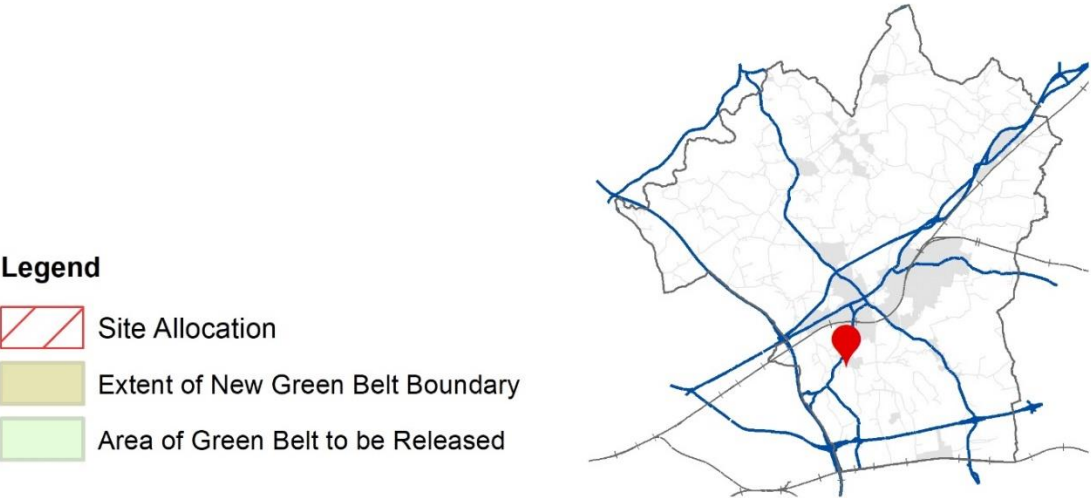 Legend
Site Allocation
Extent of New Green Belt Boundary
Area of Green Belt to be Released